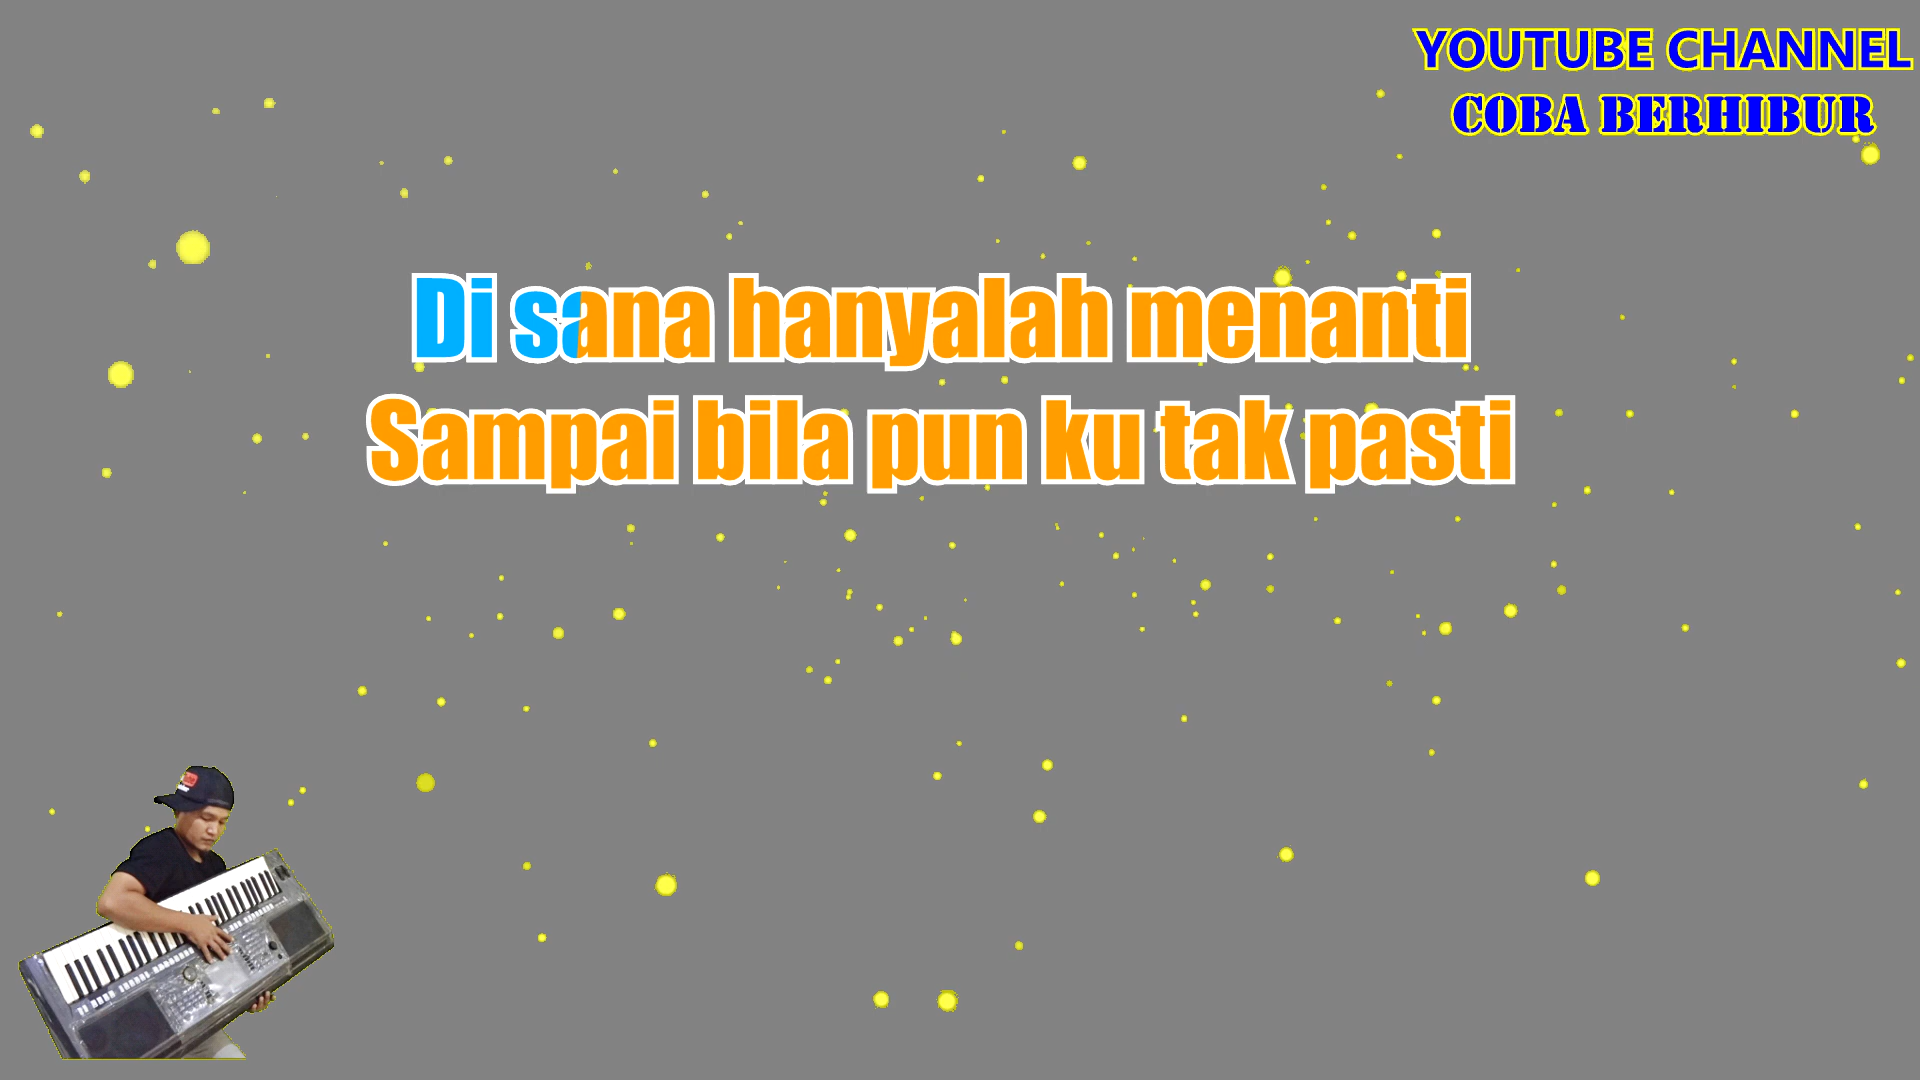 YOUTUBE CHANNEL
COBA BERHIBUR
Di sana hanyalah menanti
Sampai bila pun ku tak pasti